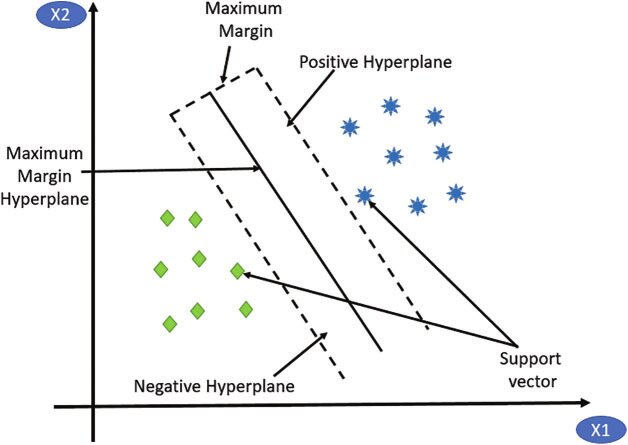 X2
Maximum
Margin
Positive Hyperplane
Maximum
Margin
Hyperplane
Negative Hyperplane
Support
vector
X1